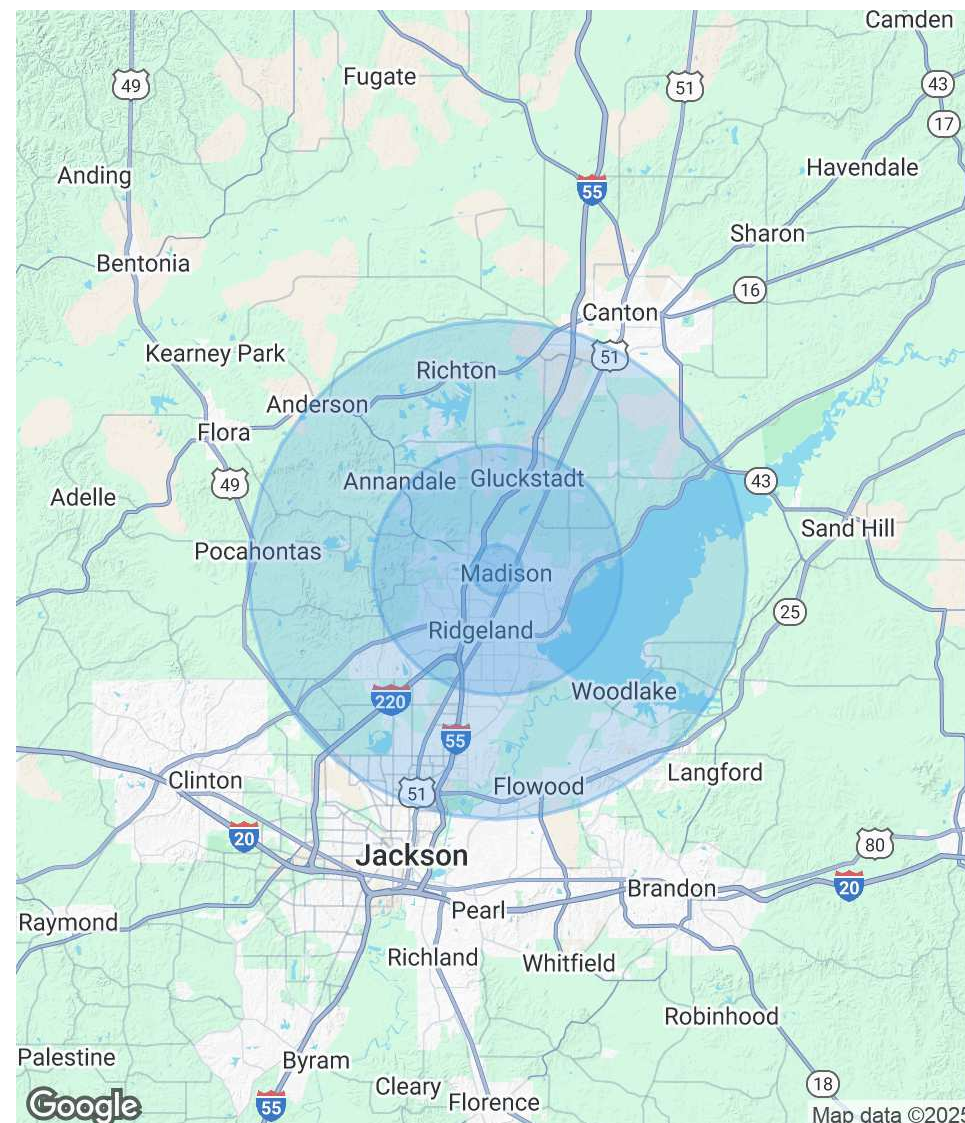 Camden
Fugate
49
51
43
17
Anding
Havendale
55
Sharon
Bentonia
16
Canton
Kearney Park
51
Richton
Anderson
Flora
49
Annandale
Gluckstadt
43
Adelle
Sand Hill
Pocahontas
Madison
25
Ridgeland
220
Woodlake
55
Clinton
51
Flowood
Langford
20
80
Jackson
Brandon
20
Raymond
Pearl
Richland
Whitfield
Robinhood
Palestine
Byram
18
Cleary
Google
55
Florence
Map data ©2025